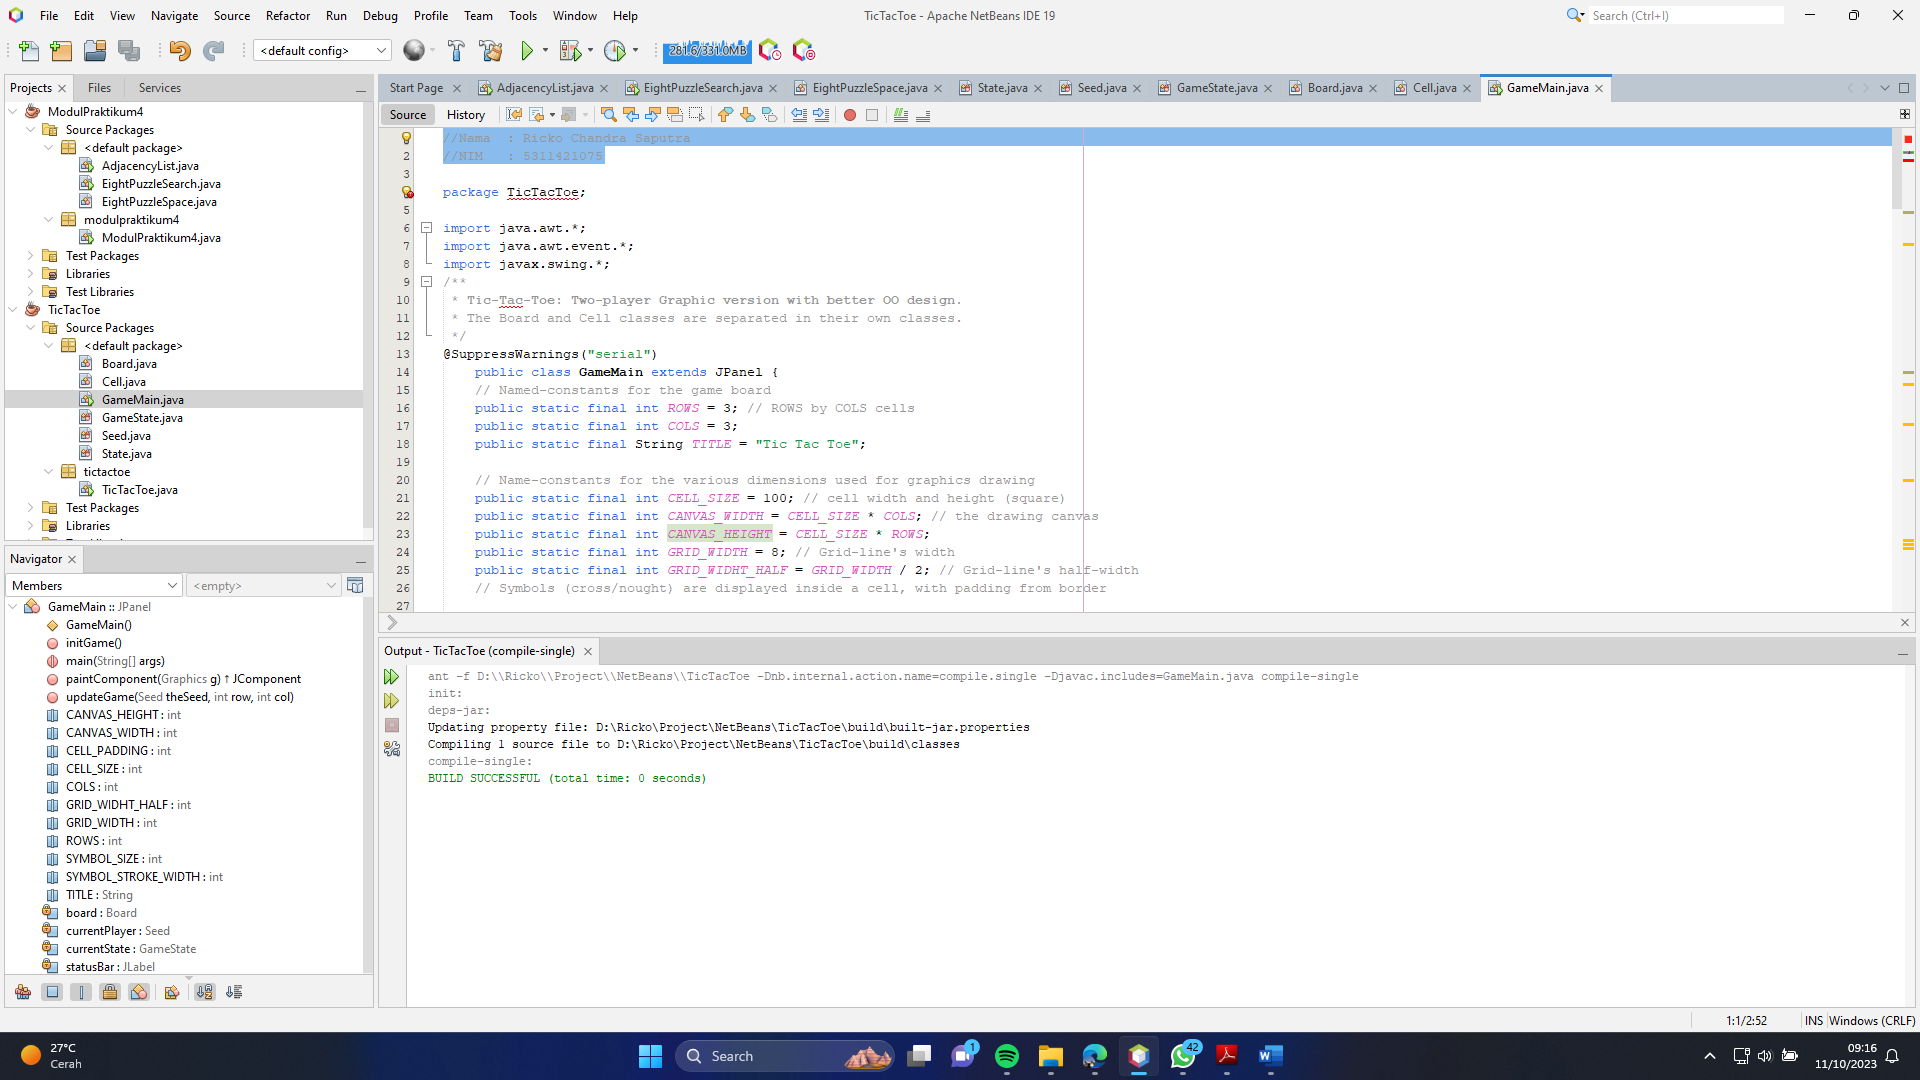 File Edit View Navigate Source Refactor Run Debug Profile Team Tools Window Help
TicTacToe - Apache NetBeans IDE 19
Search (Ctrl+I)
<default config>
281.6/331.0MB
Projects Files Services
ModulPraktikum4
Source Packages
<default package>
AdjacencyList.java
EightPuzzleSearch.java
EightPuzzleSpace.java
modulpraktikum4
ModulPraktikum4.java
Test Packages
Libraries
Test Libraries
TicTacToe
Source Packages
<default package>
Board.java
Cell.java
GameMain.java
GameState.java
Seed.java
State.java
tictactoe
TicTacToe.java
Test Packages
Libraries
Navigator
Members
<empty>
GameMain :: JPanel
GameMain()
initGame()
main(String[] args)
paintComponent(Graphics g) ↑ JComponent
updateGame(Seed theSeed, int row, int col)
CANVAS_HEIGHT : int
CANVAS_WIDTH : int
CELL_PADDING : int
CELL_SIZE : int
COLS : int
GRID_WIDHT_HALF : int
GRID_WIDTH : int
ROWS : int
SYMBOL_SIZE : int
SYMBOL_STROKE_WIDTH : int
TITLE : String
board : Board
currentPlayer : Seed
currentState : GameState
statusBar : JLabel
Start Page AdjacencyList.java EightPuzzleSearch.java EightPuzzleSpace.java State.java Seed.java GameState.java Board.java Cell.java GameMain.java
Source History
//Nama  : Ricko Chandra Saputra
2 //NIM   : 5311421075
3
package TicTacToe;
5
6 import java.awt.*;
7 import java.awt.event.*;
8 import javax.swing.*;
9 /**
10 * Tic-Tac-Toe: Two-player Graphic version with better OO design.
11 * The Board and Cell classes are separated in their own classes.
12 */
13 @SuppressWarnings("serial")
14 public class GameMain extends JPanel {
15 // Named-constants for the game board
16 public static final int ROWS = 3; // ROWS by COLS cells
17 public static final int COLS = 3;
18 public static final String TITLE = "Tic Tac Toe";
19
20 // Name-constants for the various dimensions used for graphics drawing
21 public static final int CELL_SIZE = 100; // cell width and height (square)
22 public static final int CANVAS_WIDTH = CELL_SIZE * COLS; // the drawing canvas
23 public static final int CANVAS_HEIGHT = CELL_SIZE * ROWS;
24 public static final int GRID_WIDTH = 8; // Grid-line's width
25 public static final int GRID_WIDHT_HALF = GRID_WIDTH / 2; // Grid-line's half-width
26 // Symbols (cross/nought) are displayed inside a cell, with padding from border
27
Output - TicTacToe (compile-single)
ant -f D:\\Ricko\\Project\\NetBeans\\TicTacToe -Dnb.internal.action.name=compile.single -Djavac.includes=GameMain.java compile-single
init:
deps-jar:
Updating property file: D:\Ricko\Project\NetBeans\TicTacToe\build\built-jar.properties
Compiling 1 source file to D:\Ricko\Project\NetBeans\TicTacToe\build\classes
compile-single:
BUILD SUCCESSFUL (total time: 0 seconds)
1:1/2:52 INS Windows (CRLF)
27°C
Cerah
Search
1
42
09:16
11/10/2023